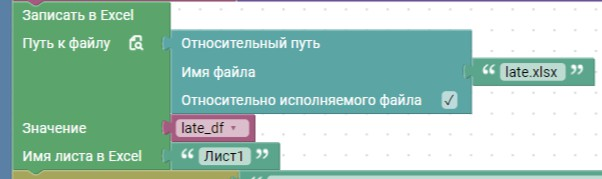 Записать в Excel
Путь к файлу
Относительный путь
Имя файла
“ late.xlsx ”
Относительно исполняемого файла ✓
Значение
late_df
Имя листа в Excel
“ Лист1 ”